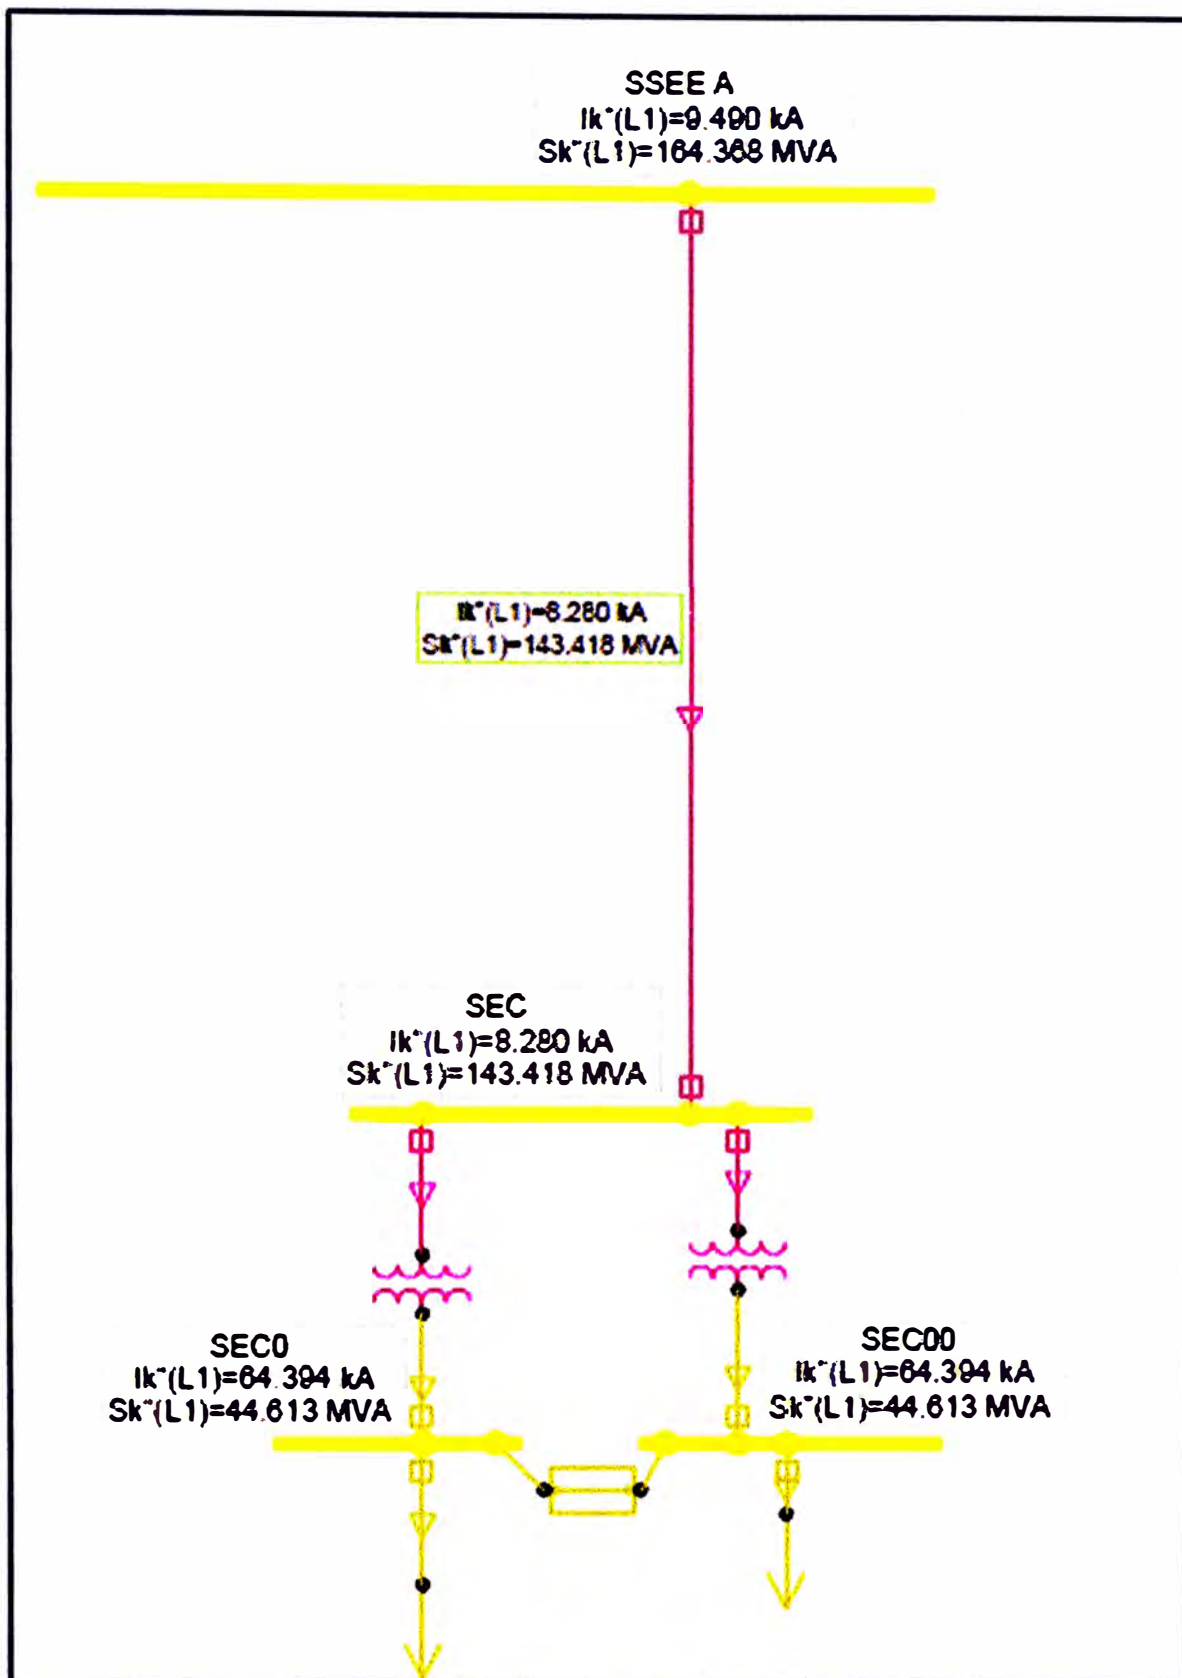 SSEE A
Ik"(L1)=9.490 kA
Sk"(L1)=164.368 MVA
Ik"(L1)=8.280 kA
Sk"(L1)=143.418 MVA
SEC
Ik"(L1)=8.280 kA
Sk"(L1)=143.418 MVA
SEC0
Ik"(L1)=64.394 kA
Sk"(L1)=44.613 MVA
SEC00
Ik"(L1)=64.394 kA
Sk"(L1)=44.613 MVA